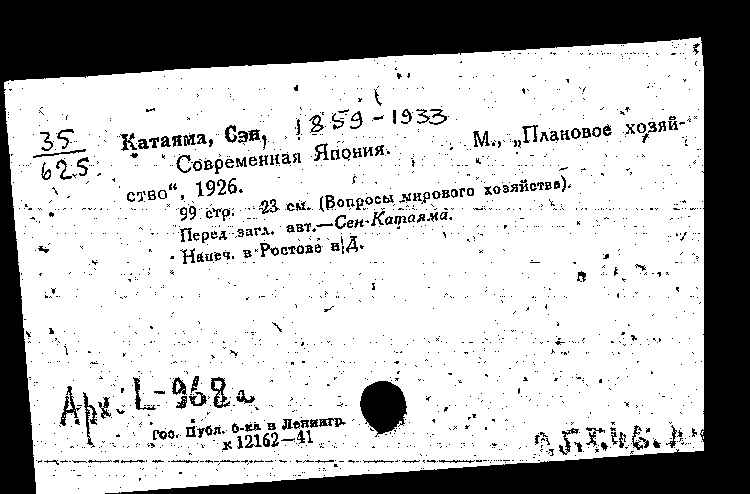 35
625
Катаяма, Сэн, 1859-1933
Современная Япония. М., „Плановое хозяй-
ство“, 1926.
99 стр. 23 см. (Вопросы мирового хозяйства).
Перед загл. авт.—Сен-Катаяма.
Напеч. в Ростове н/Д.
Арх. L-968а
Гос. Публ. б-ка в Ленингр.
к 12162—41